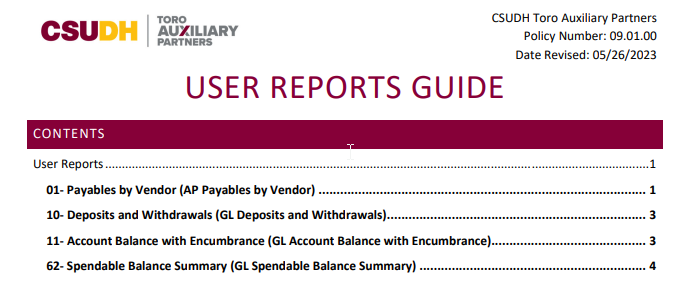 CSUDH
TORO
AUXILIARY
PARTNERS
CSUDH Toro Auxiliary Partners
Policy Number: 09.01.00
Date Revised: 05/26/2023
USER REPORTS GUIDE
CONTENTS
User Reports ........................................................................................................................ 1
01- Payables by Vendor (AP Payables by Vendor) ........................................................................ 1
10- Deposits and Withdrawals (GL Deposits and Withdrawals)........................................................ 3
11- Account Balance with Encumbrance (GL Account Balance with Encumbrance)................................ 3
62- Spendable Balance Summary (GL Spendable Balance Summary) .................................................. 4